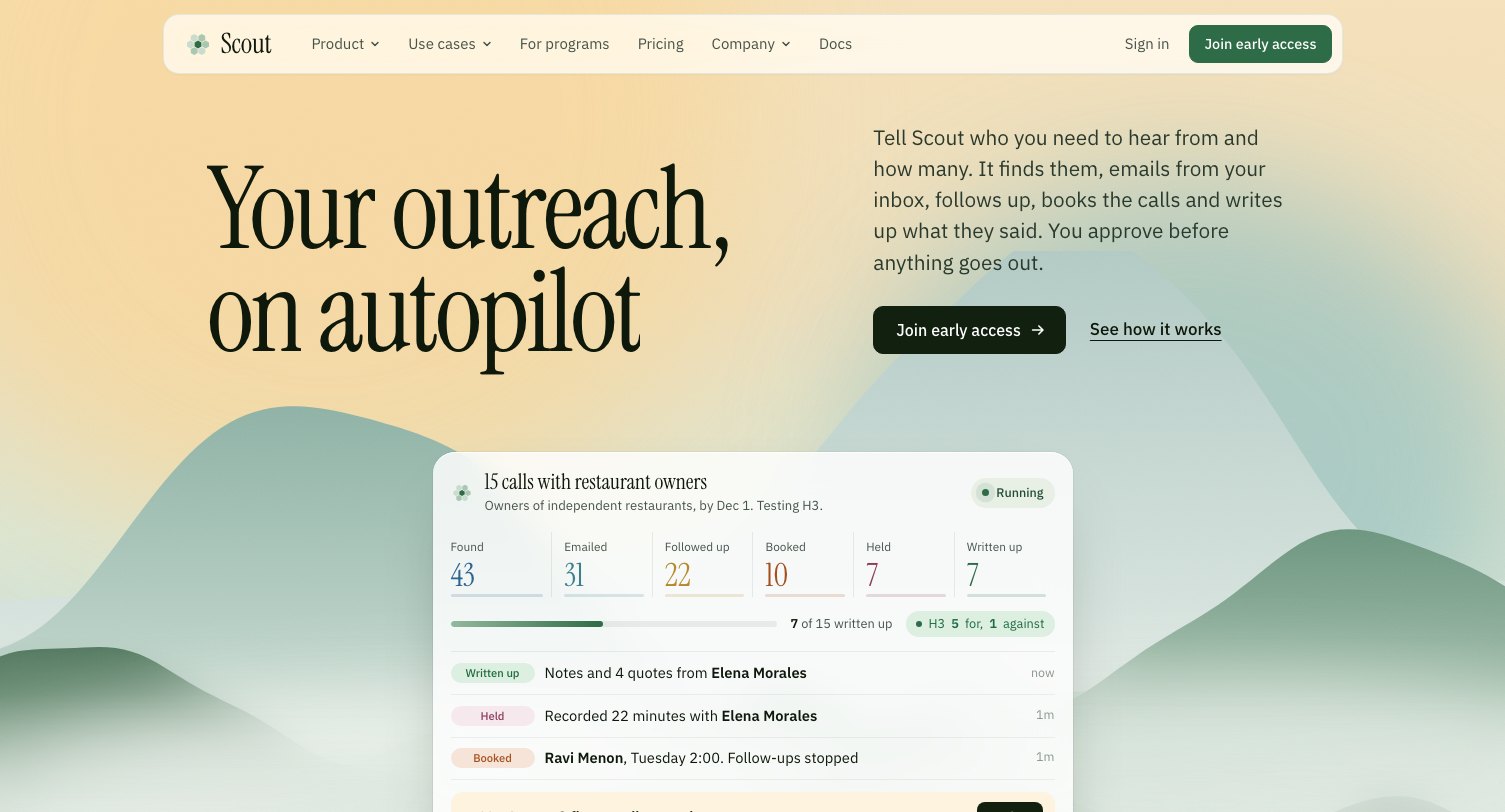 Scout
Product
Use cases
For programs
Pricing
Company
Docs
Sign in
Join early access
Your outreach,
on autopilot
Tell Scout who you need to hear from and
how many. It finds them, emails from your
inbox, follows up, books the calls and writes
up what they said. You approve before
anything goes out.
Join early access →
See how it works
15 calls with restaurant owners
Owners of independent restaurants, by Dec 1. Testing H3.
Running
Found
43
Emailed
31
Followed up
22
Booked
10
Held
7
Written up
7
7 of 15 written up
H3 5 for, 1 against
Written up
Notes and 4 quotes from Elena Morales
now
Held
Recorded 22 minutes with Elena Morales
1m
Booked
Ravi Menon, Tuesday 2:00. Follow-ups stopped
1m